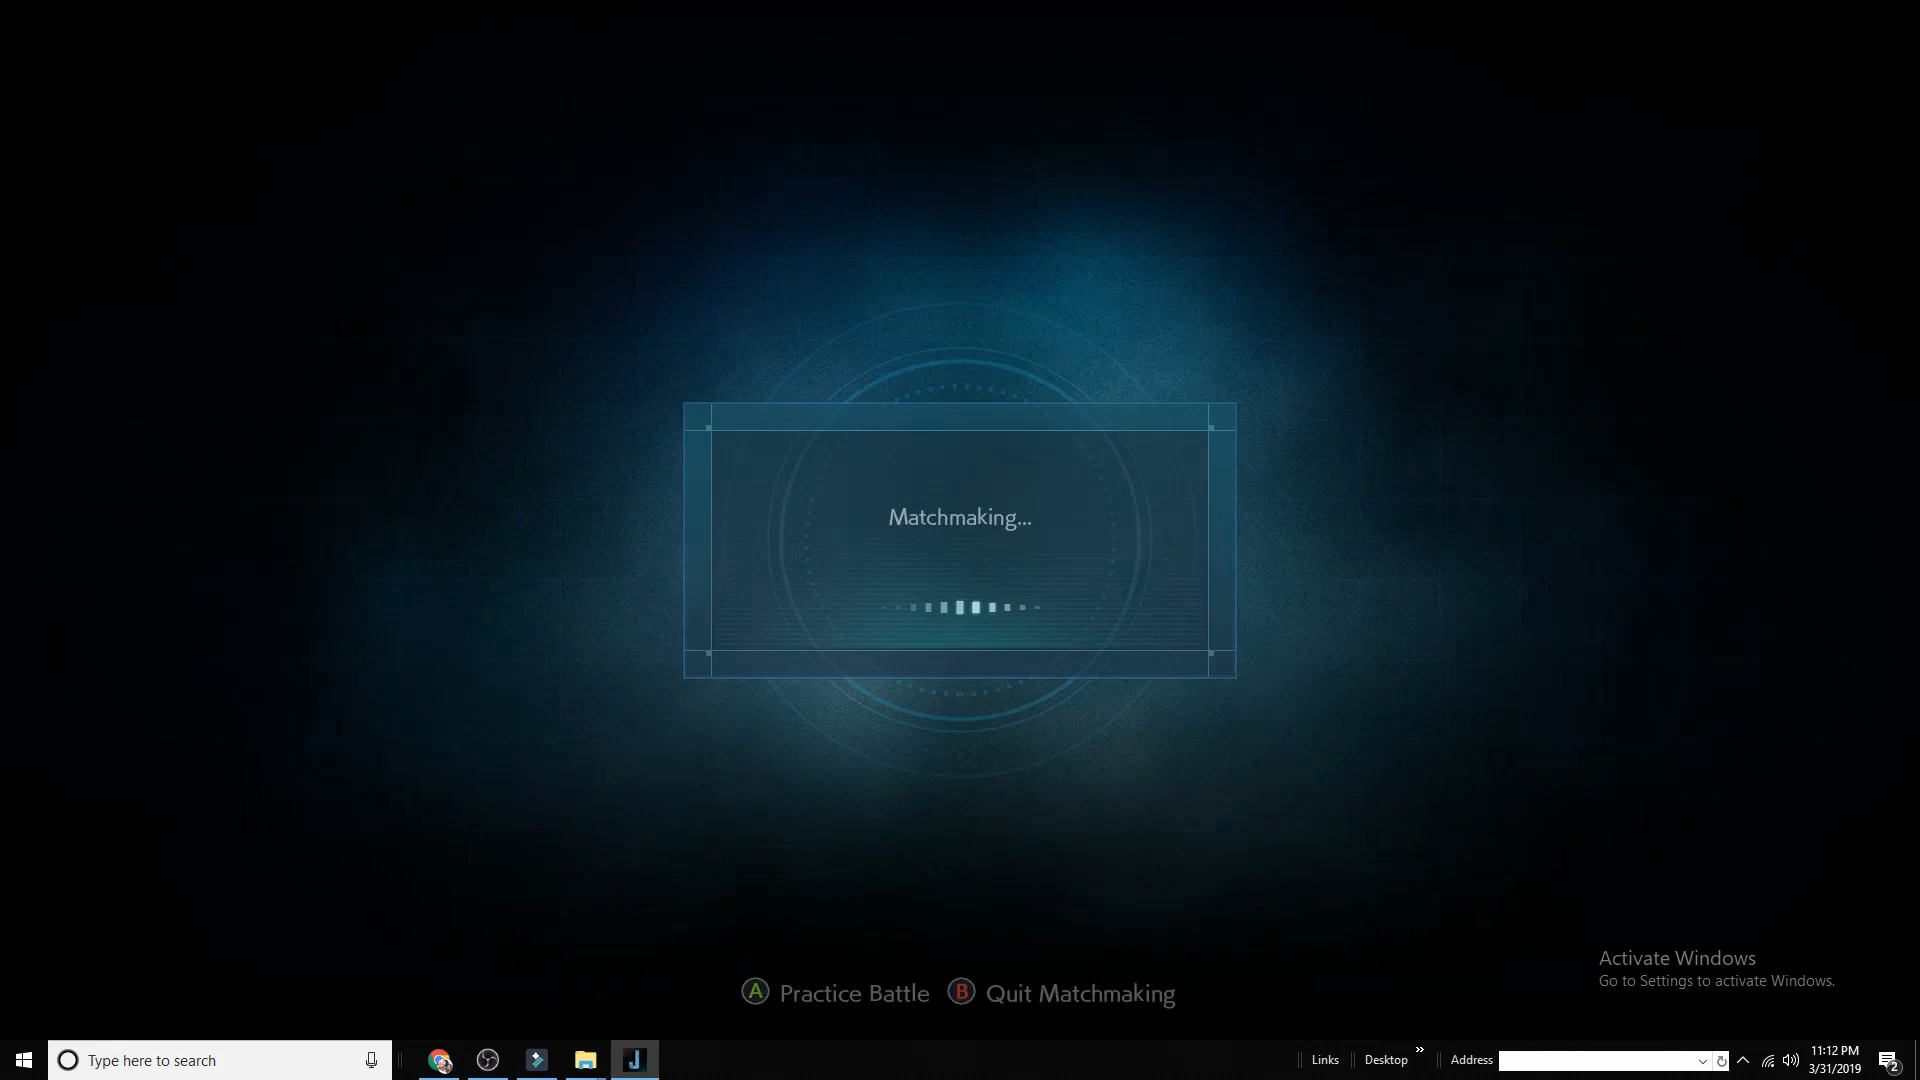 Matchmaking...
A Practice Battle B Quit Matchmaking
Activate Windows
Go to Settings to activate Windows.
Type here to search
J
Links Desktop » Address
11:12 PM
3/31/2019
2